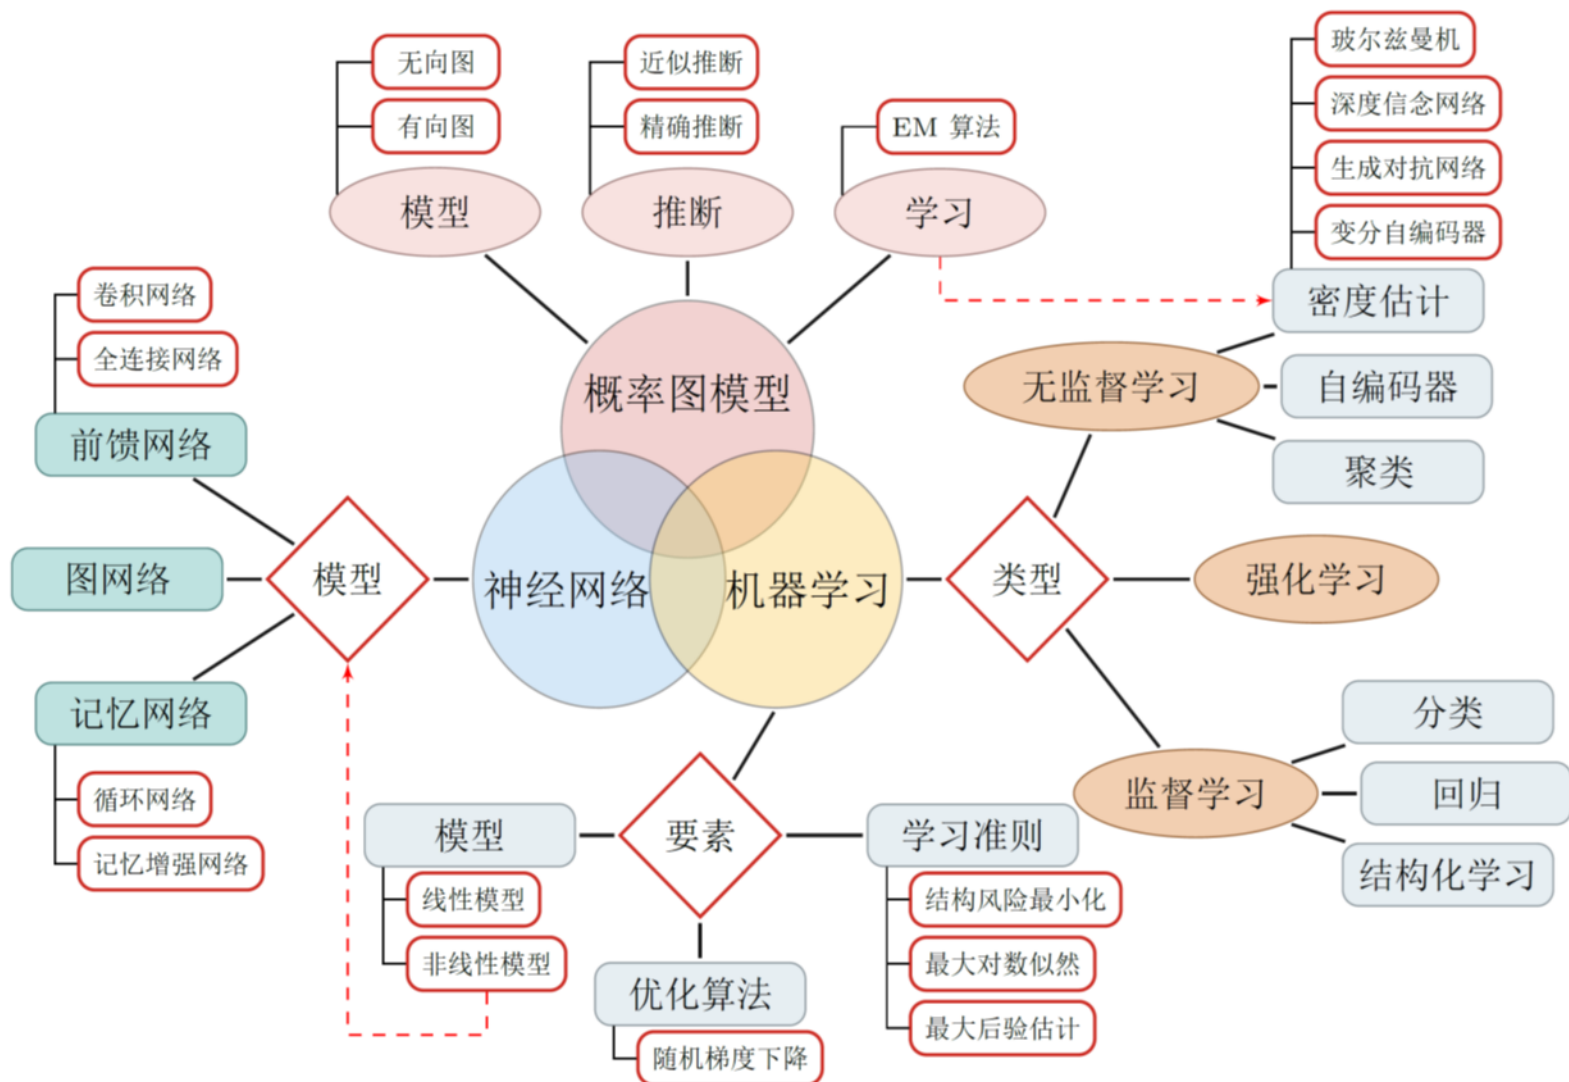 无向图
有向图
模型
近似推断
精确推断
推断
EM 算法
学习
玻尔兹曼机
深度信念网络
生成对抗网络
变分自编码器
密度估计
无监督学习
自编码器
聚类
卷积网络
全连接网络
前馈网络
图网络
模型
记忆网络
循环网络
记忆增强网络
概率图模型
神经网络
机器学习
类型
强化学习
监督学习
分类
回归
结构化学习
要素
模型
线性模型
非线性模型
优化算法
随机梯度下降
学习准则
结构风险最小化
最大对数似然
最大后验估计